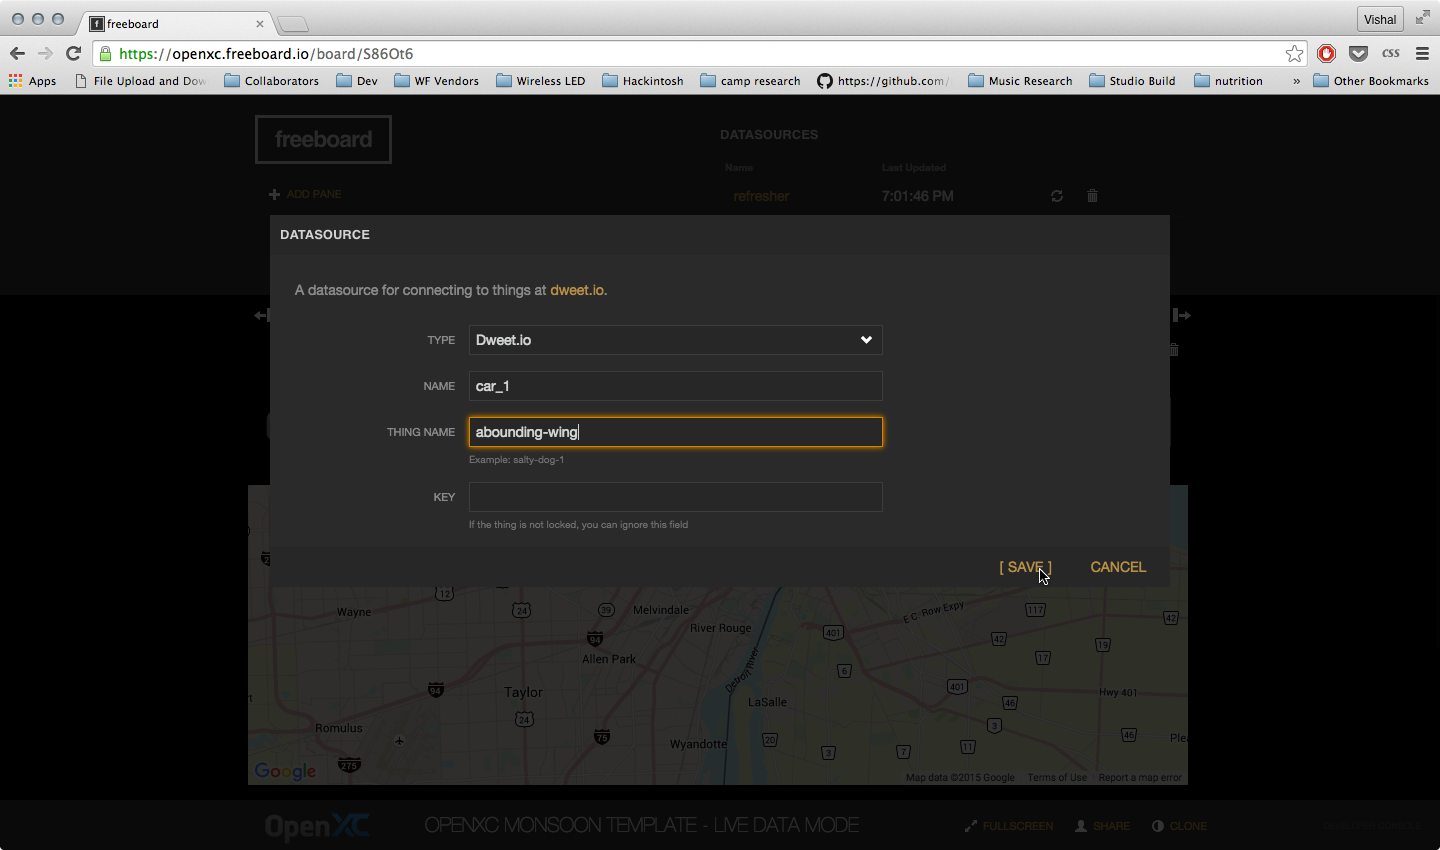 freeboard
Vishal
https://openxc.freeboard.io/board/S86Ot6
css
Apps
File Upload and Dow
Collaborators
Dev
WF Vendors
Wireless LED
Hackintosh
camp research
https://github.com/
Music Research
Studio Build
nutrition
»
Other Bookmarks
freeboard
DATASOURCES
Name
Last Updated
ADD PANE
refresher
7:01:46 PM
DATASOURCE
A datasource for connecting to things at dweet.io.
TYPE
Dweet.io
NAME
car_1
THING NAME
abounding-wing
Example: salty-dog-1
KEY
If the thing is not locked, you can ignore this field
[ SAVE ]
CANCEL
12
Wayne
24
39
Melvindale
River Rouge
94
Allen Park
401
E.C. Row Expy
117
42
42
19
17
6
Detroit River
94
Taylor
LaSalle
401
46
Hwy 401
24
3
Romulus
75
Wyandotte
20
3
7
11
46
Ple
275
Google
Map data ©2015 Google
Terms of Use
Report a map error
OpenXC
OPENXC MONSOON TEMPLATE - LIVE DATA MODE
FULLSCREEN
SHARE
CLONE